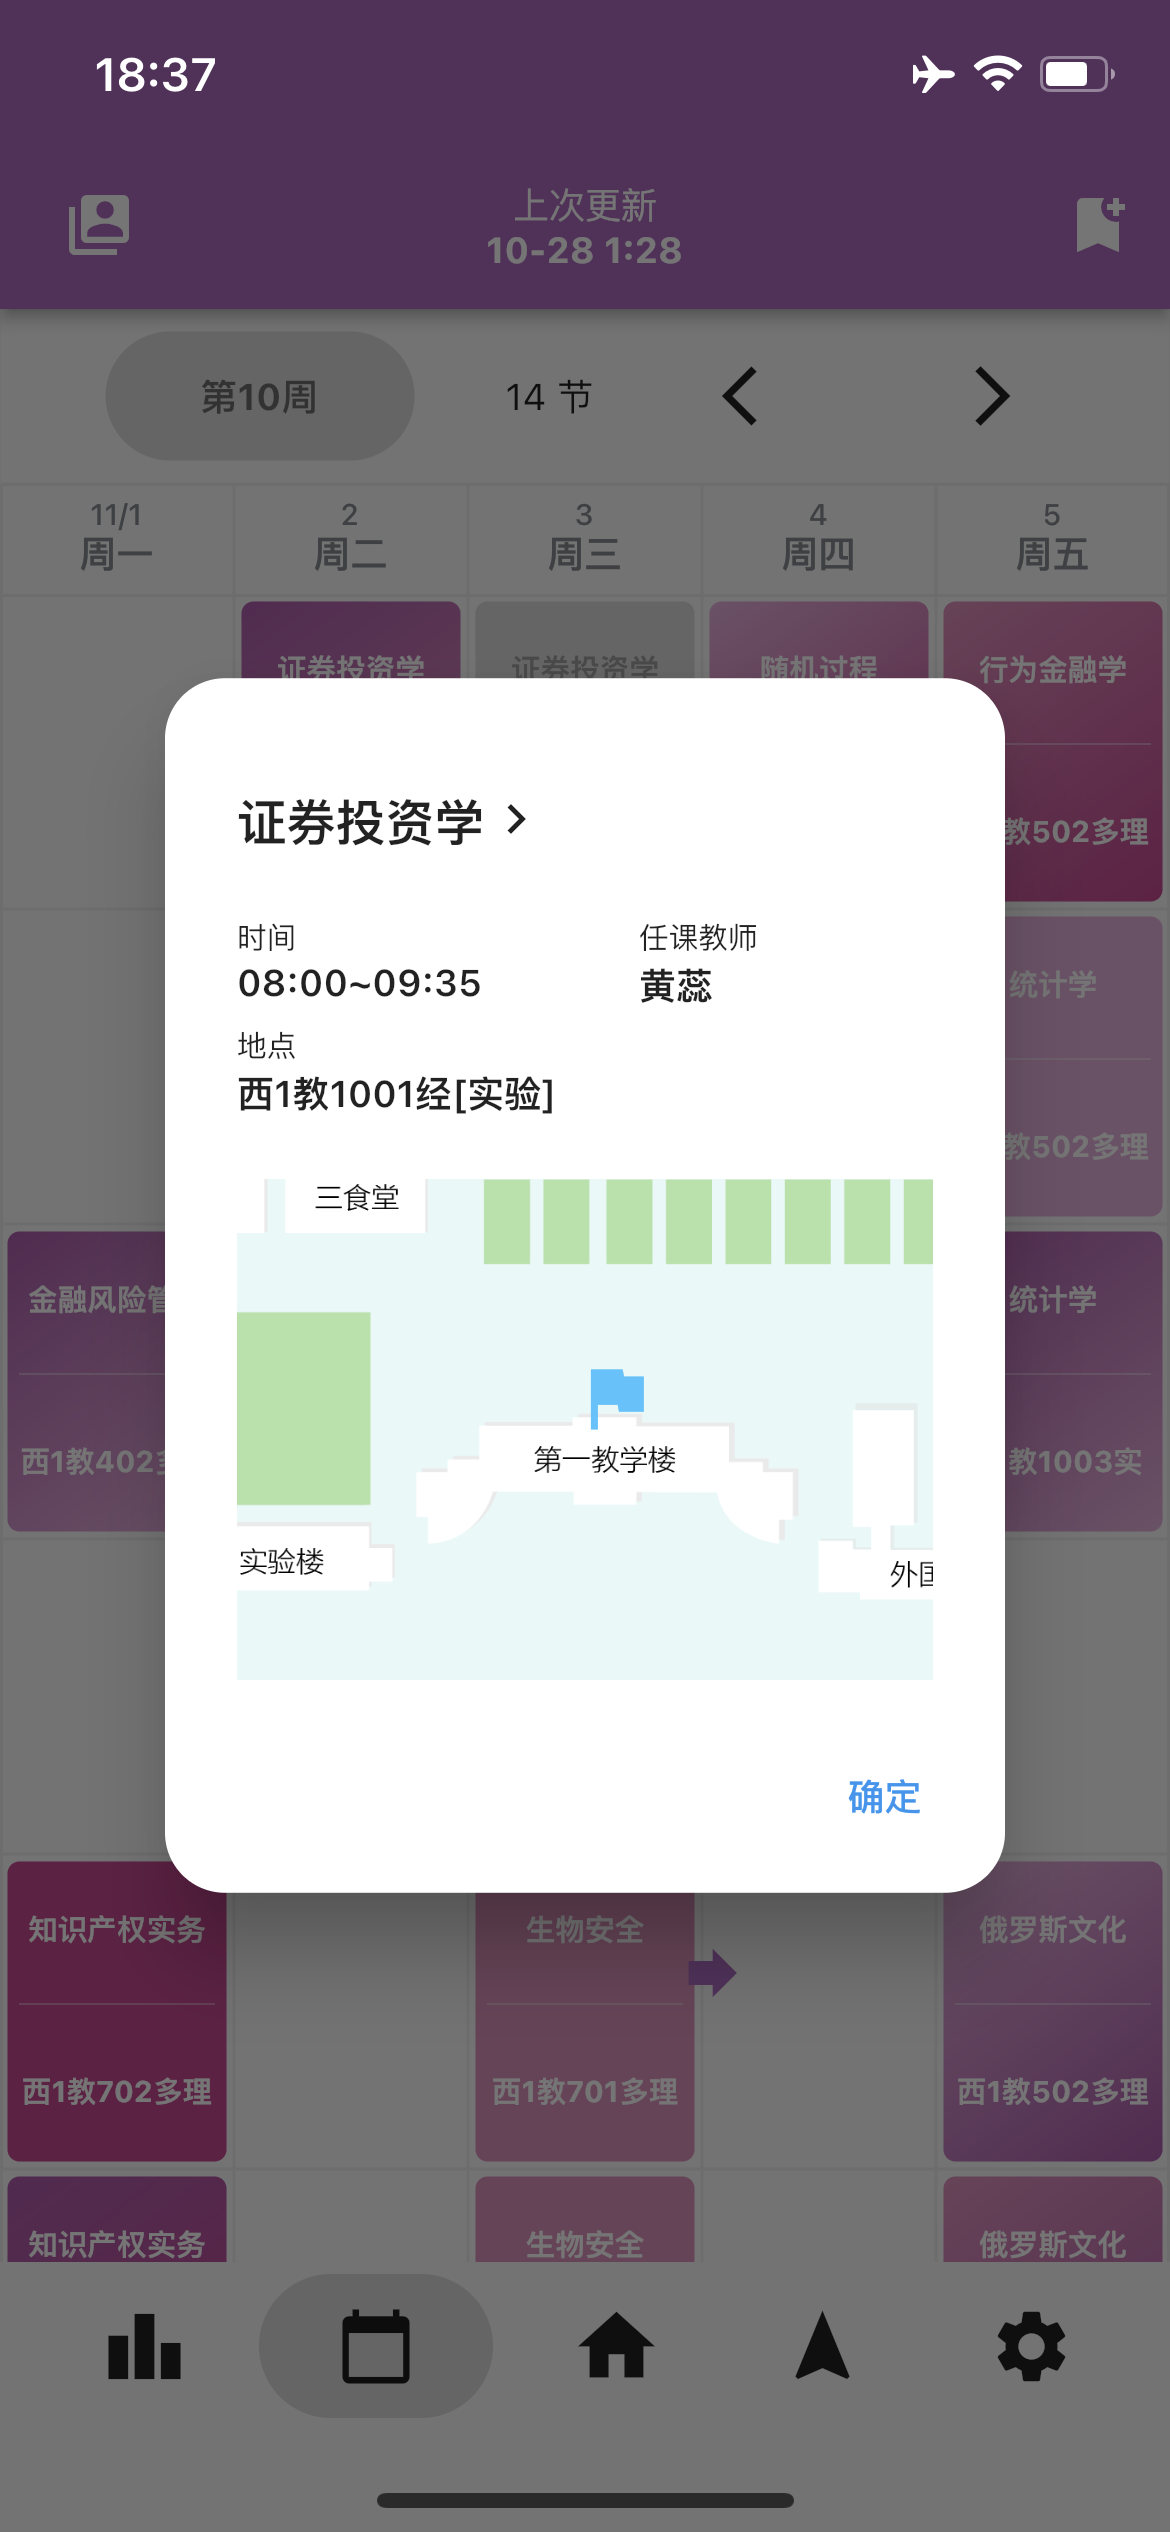 18:37
上次更新
10-28 1:28
第10周
14 节
11/1
周一
2
周二
3
周三
4
周四
5
周五
证券投资学
证券投资学
随机过程
行为金融学
教502多理
证券投资学
时间
08:00~09:35
任课教师
黄蕊
地点
西1教1001经[实验]
三食堂
第一教学楼
实验楼
外国
统计学
教502多理
金融风险管
西1教402多
统计学
教1003实
确定
知识产权实务
西1教702多理
生物安全
西1教701多理
俄罗斯文化
西1教502多理
知识产权实务
生物安全
俄罗斯文化